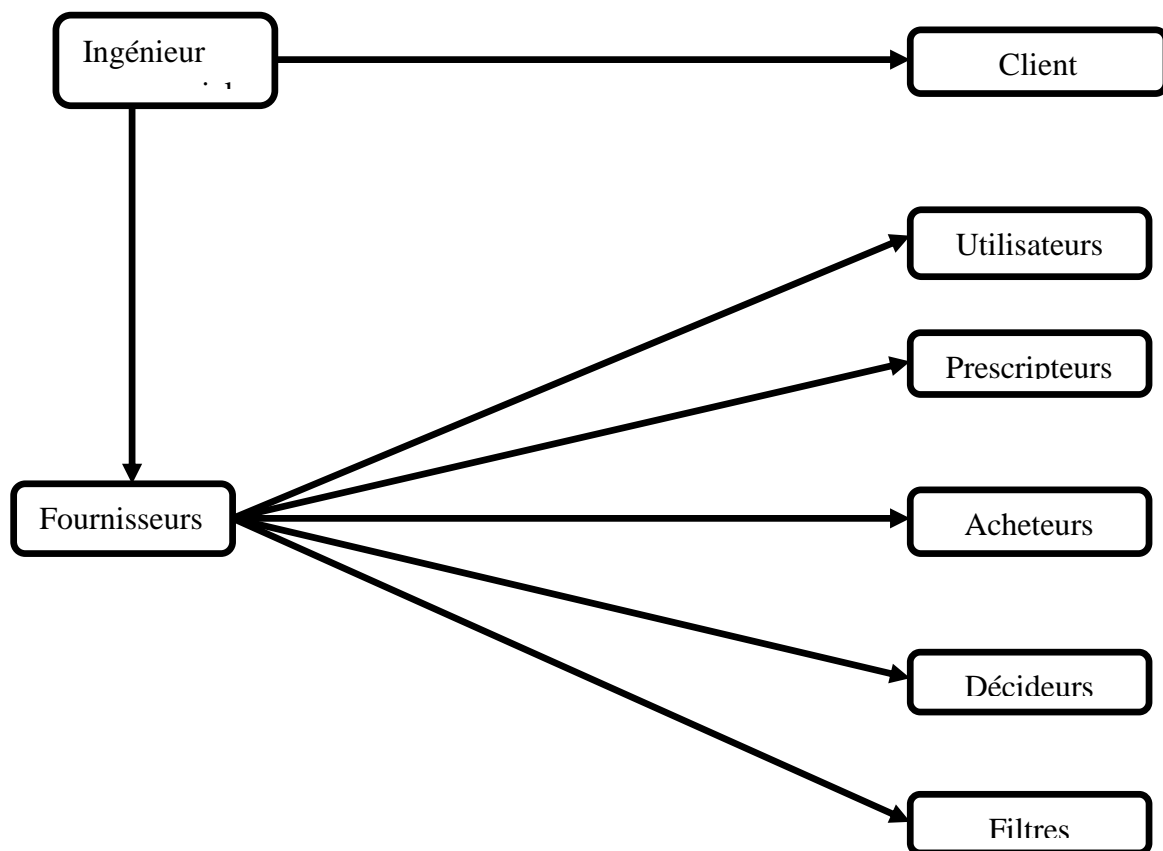 Ingénieur
Client
Utilisateurs
Prescripteurs
Fournisseurs
Acheteurs
Décideurs
Filtres